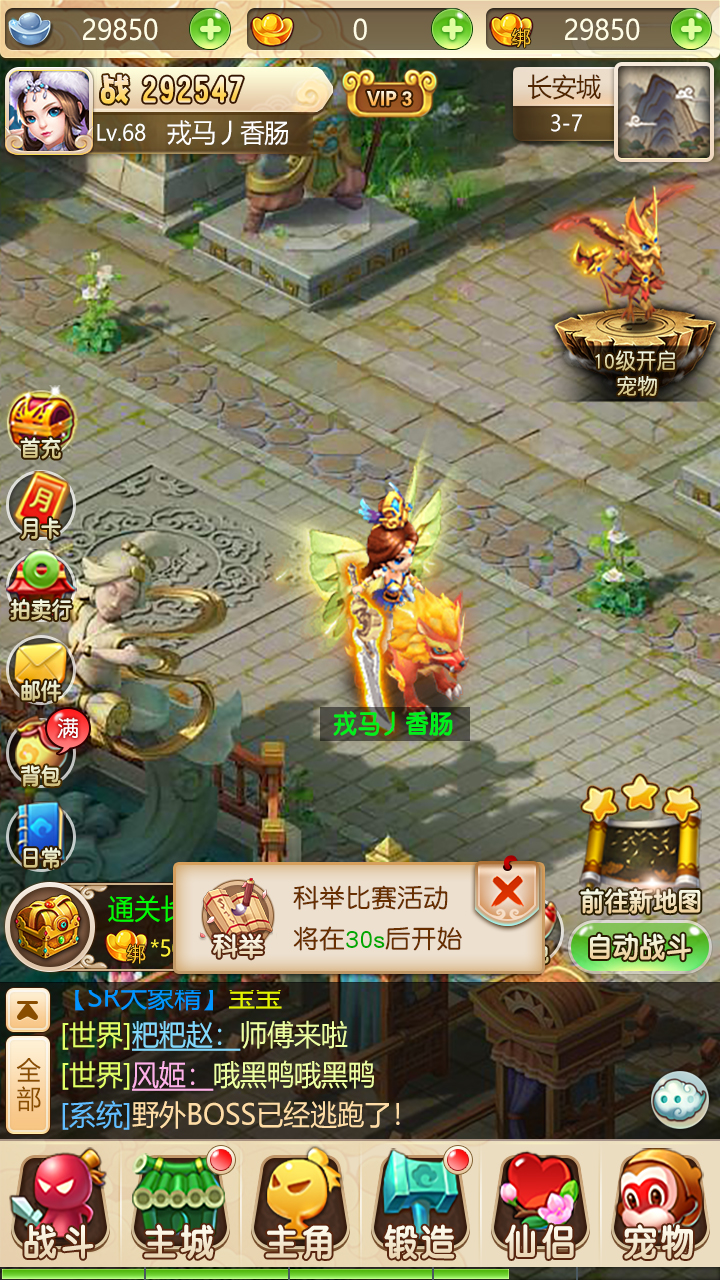 29850
0
绑
29850
战 292547
VIP 3
长安城
3-7
Lv.68 戎马丿香肠
10级开启
宠物
首充
月
月卡
拍卖行
邮件
满
背包
戎马丿香肠
日常
前往新地图
自动战斗
通关长
绑*5
科举比赛活动
将在30s后开始
科举
【SR大象精】宝宝
[世界]粑粑赵：师傅来啦
[世界]风姬：哦黑鸭哦黑鸭
[系统]野外BOSS已经逃跑了！
全部
战斗
主城
主角
锻造
仙侣
宠物